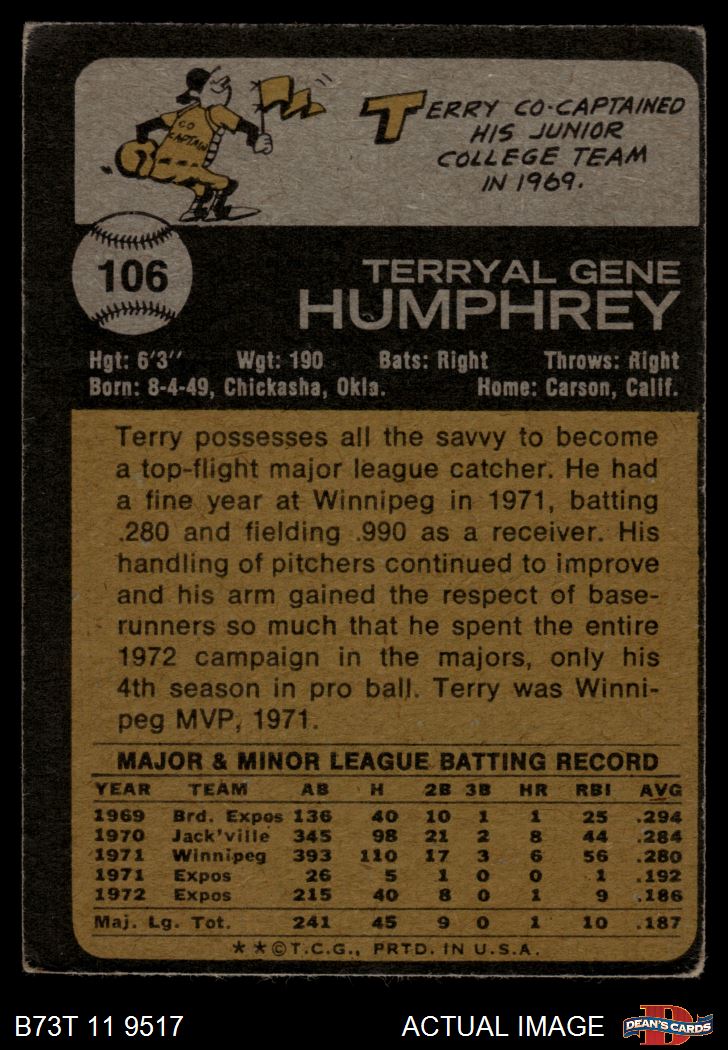 CO
CAPTAIN
TERRY CO-CAPTAINED
HIS JUNIOR
COLLEGE TEAM
IN 1969.
106
TERRYAL GENE
HUMPHREY
Hgt: 6'3" Wgt: 190 Bats: Right Throws: Right
Born: 8-4-49, Chickasha, Okla. Home: Carson, Calif.
Terry possesses all the savvy to become
a top-flight major league catcher. He had
a fine year at Winnipeg in 1971, batting
.280 and fielding .990 as a receiver. His
handling of pitchers continued to improve
and his arm gained the respect of base-
runners so much that he spent the entire
1972 campaign in the majors, only his
4th season in pro ball. Terry was Winni-
peg MVP, 1971.
MAJOR & MINOR LEAGUE BATTING RECORD
YEAR TEAM AB H 2B 3B HR RBI AVG
1969 Brd. Expos 136 40 10 1 1 25 .294
1970 Jack'ville 345 98 21 2 8 44 .284
1971 Winnipeg 393 110 17 3 6 56 .280
1971 Expos 26 5 1 0 0 1 .192
1972 Expos 215 40 8 0 1 9 .186
Maj. Lg. Tot. 241 45 9 0 1 10 .187
**©T.C.G., PRTD. IN U.S.A.
B73T 11 9517 ACTUAL IMAGE D DEAN'S CARDS